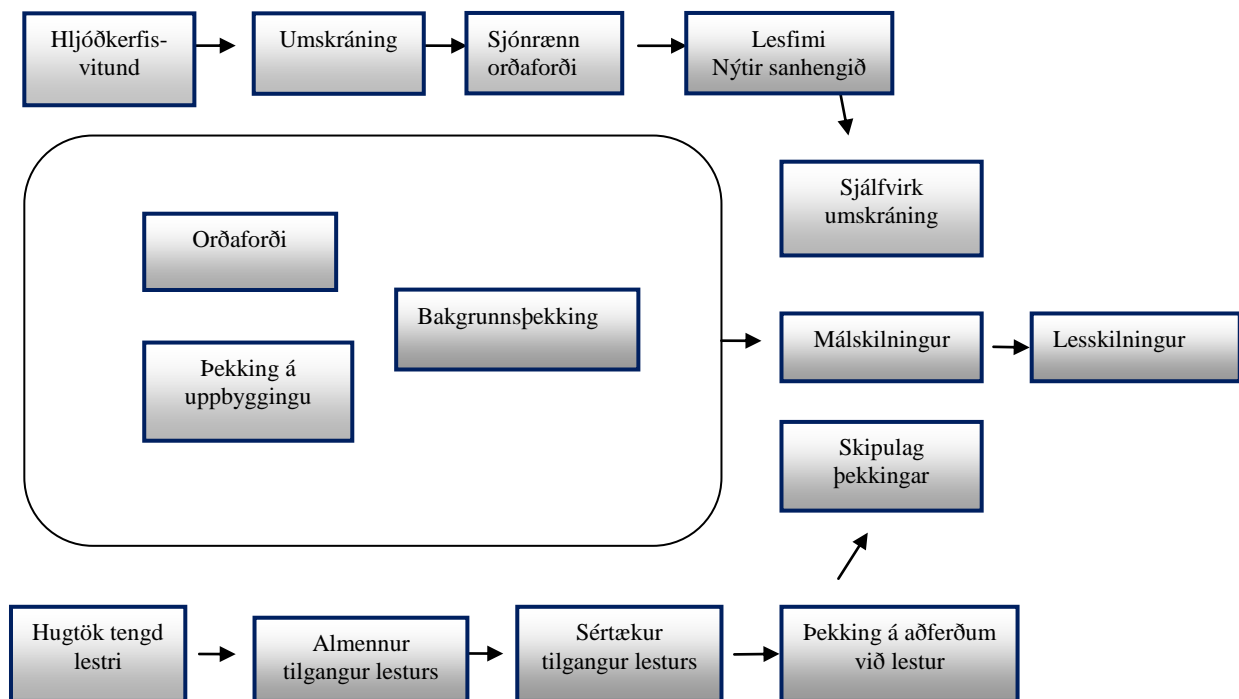 Hljóðkerfis-
vitund
Umskráning
Sjónrænn
orðaforði
Lesfimi
Nýtir sanhengið
Sjálfvirk
umskráning
Orðaforði
Bakgrunnsþekking
Þekking á
uppbyggingu
Málskilningur
Lesskilningur
Skipulag
þekkingar
Hugtök tengd
lestri
Almennur
tilgangur lesturs
Sértækur
tilgangur lesturs
Þekking á aðferðum
við lestur